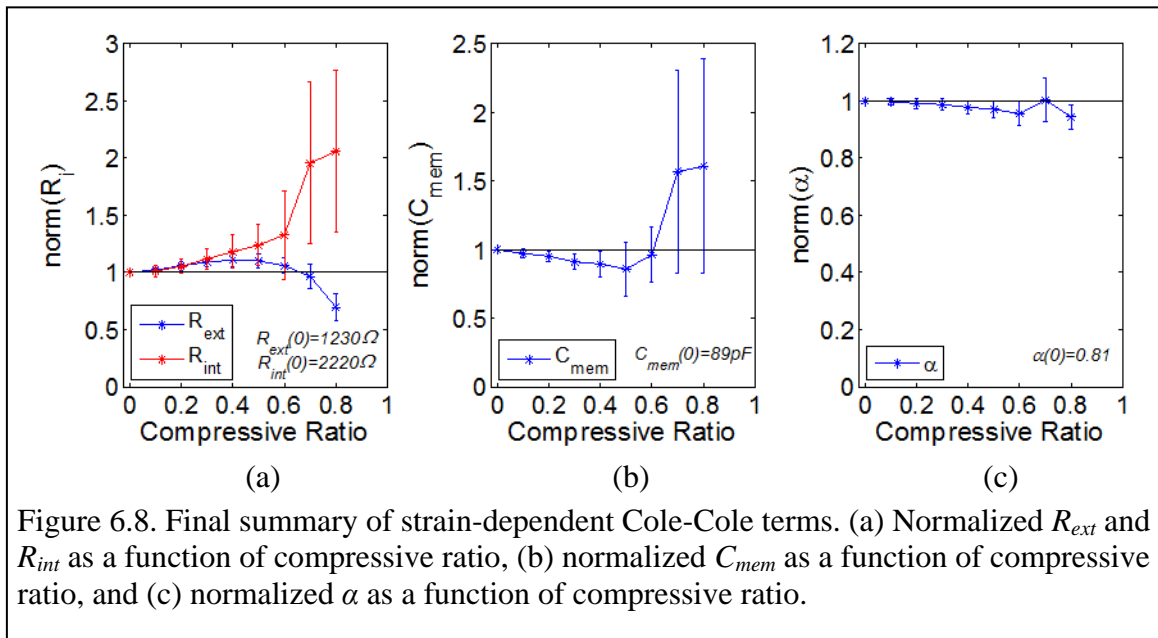 3
2.5
2
1.5
1
0.5
0
norm(R_i)
R_ext
R_int
R_ext(0)=1230Ω
R_int(0)=2220Ω
0 0.2 0.4 0.6 0.8 1
Compressive Ratio
(a)
2.5
2
1.5
1
0.5
0
norm(C_mem)
C_mem
C_mem(0)=89pF
0 0.2 0.4 0.6 0.8 1
Compressive Ratio
(b)
1.2
1
0.8
0.6
0.4
0.2
0
norm(α)
α
α(0)=0.81
0 0.2 0.4 0.6 0.8 1
Compressive Ratio
(c)
Figure 6.8. Final summary of strain-dependent Cole-Cole terms. (a) Normalized R_ext and
R_int as a function of compressive ratio, (b) normalized C_mem as a function of compressive
ratio, and (c) normalized α as a function of compressive ratio.